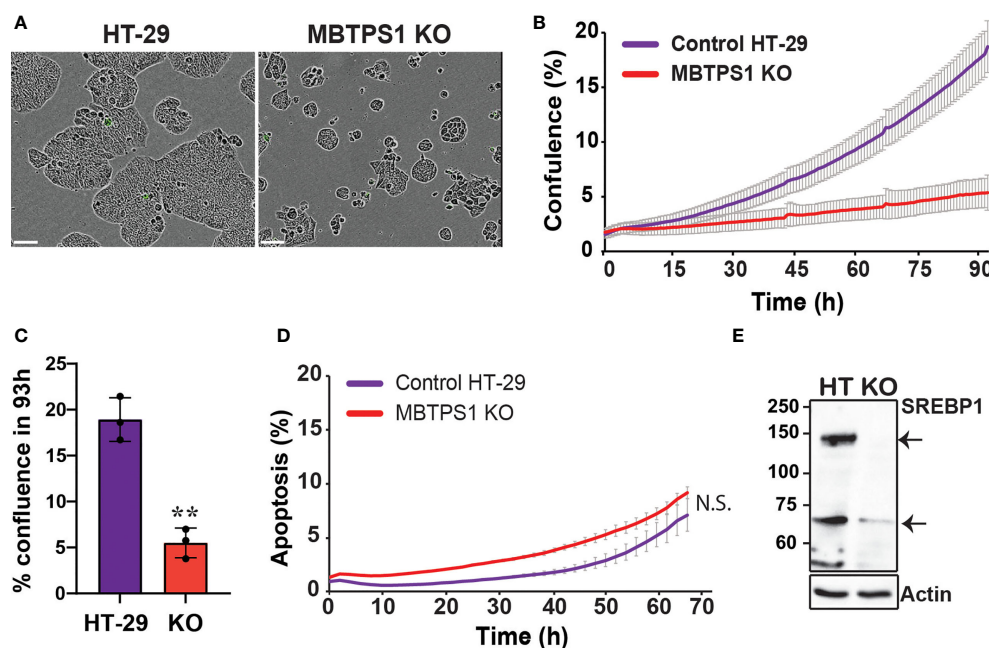 A
HT-29
MBTPS1 KO
B
Confulence (%)
20
15
10
5
0
Control HT-29
MBTPS1 KO
0
15
30
45
60
75
90
Time (h)
C
% confluence in 93h
25
20
15
10
5
0
**
HT-29
KO
D
Apoptosis (%)
20
15
10
5
0
Control HT-29
MBTPS1 KO
N.S.
0
10
20
30
40
50
60
70
Time (h)
E
HT KO
SREBP1
250
150
100
75
60
Actin